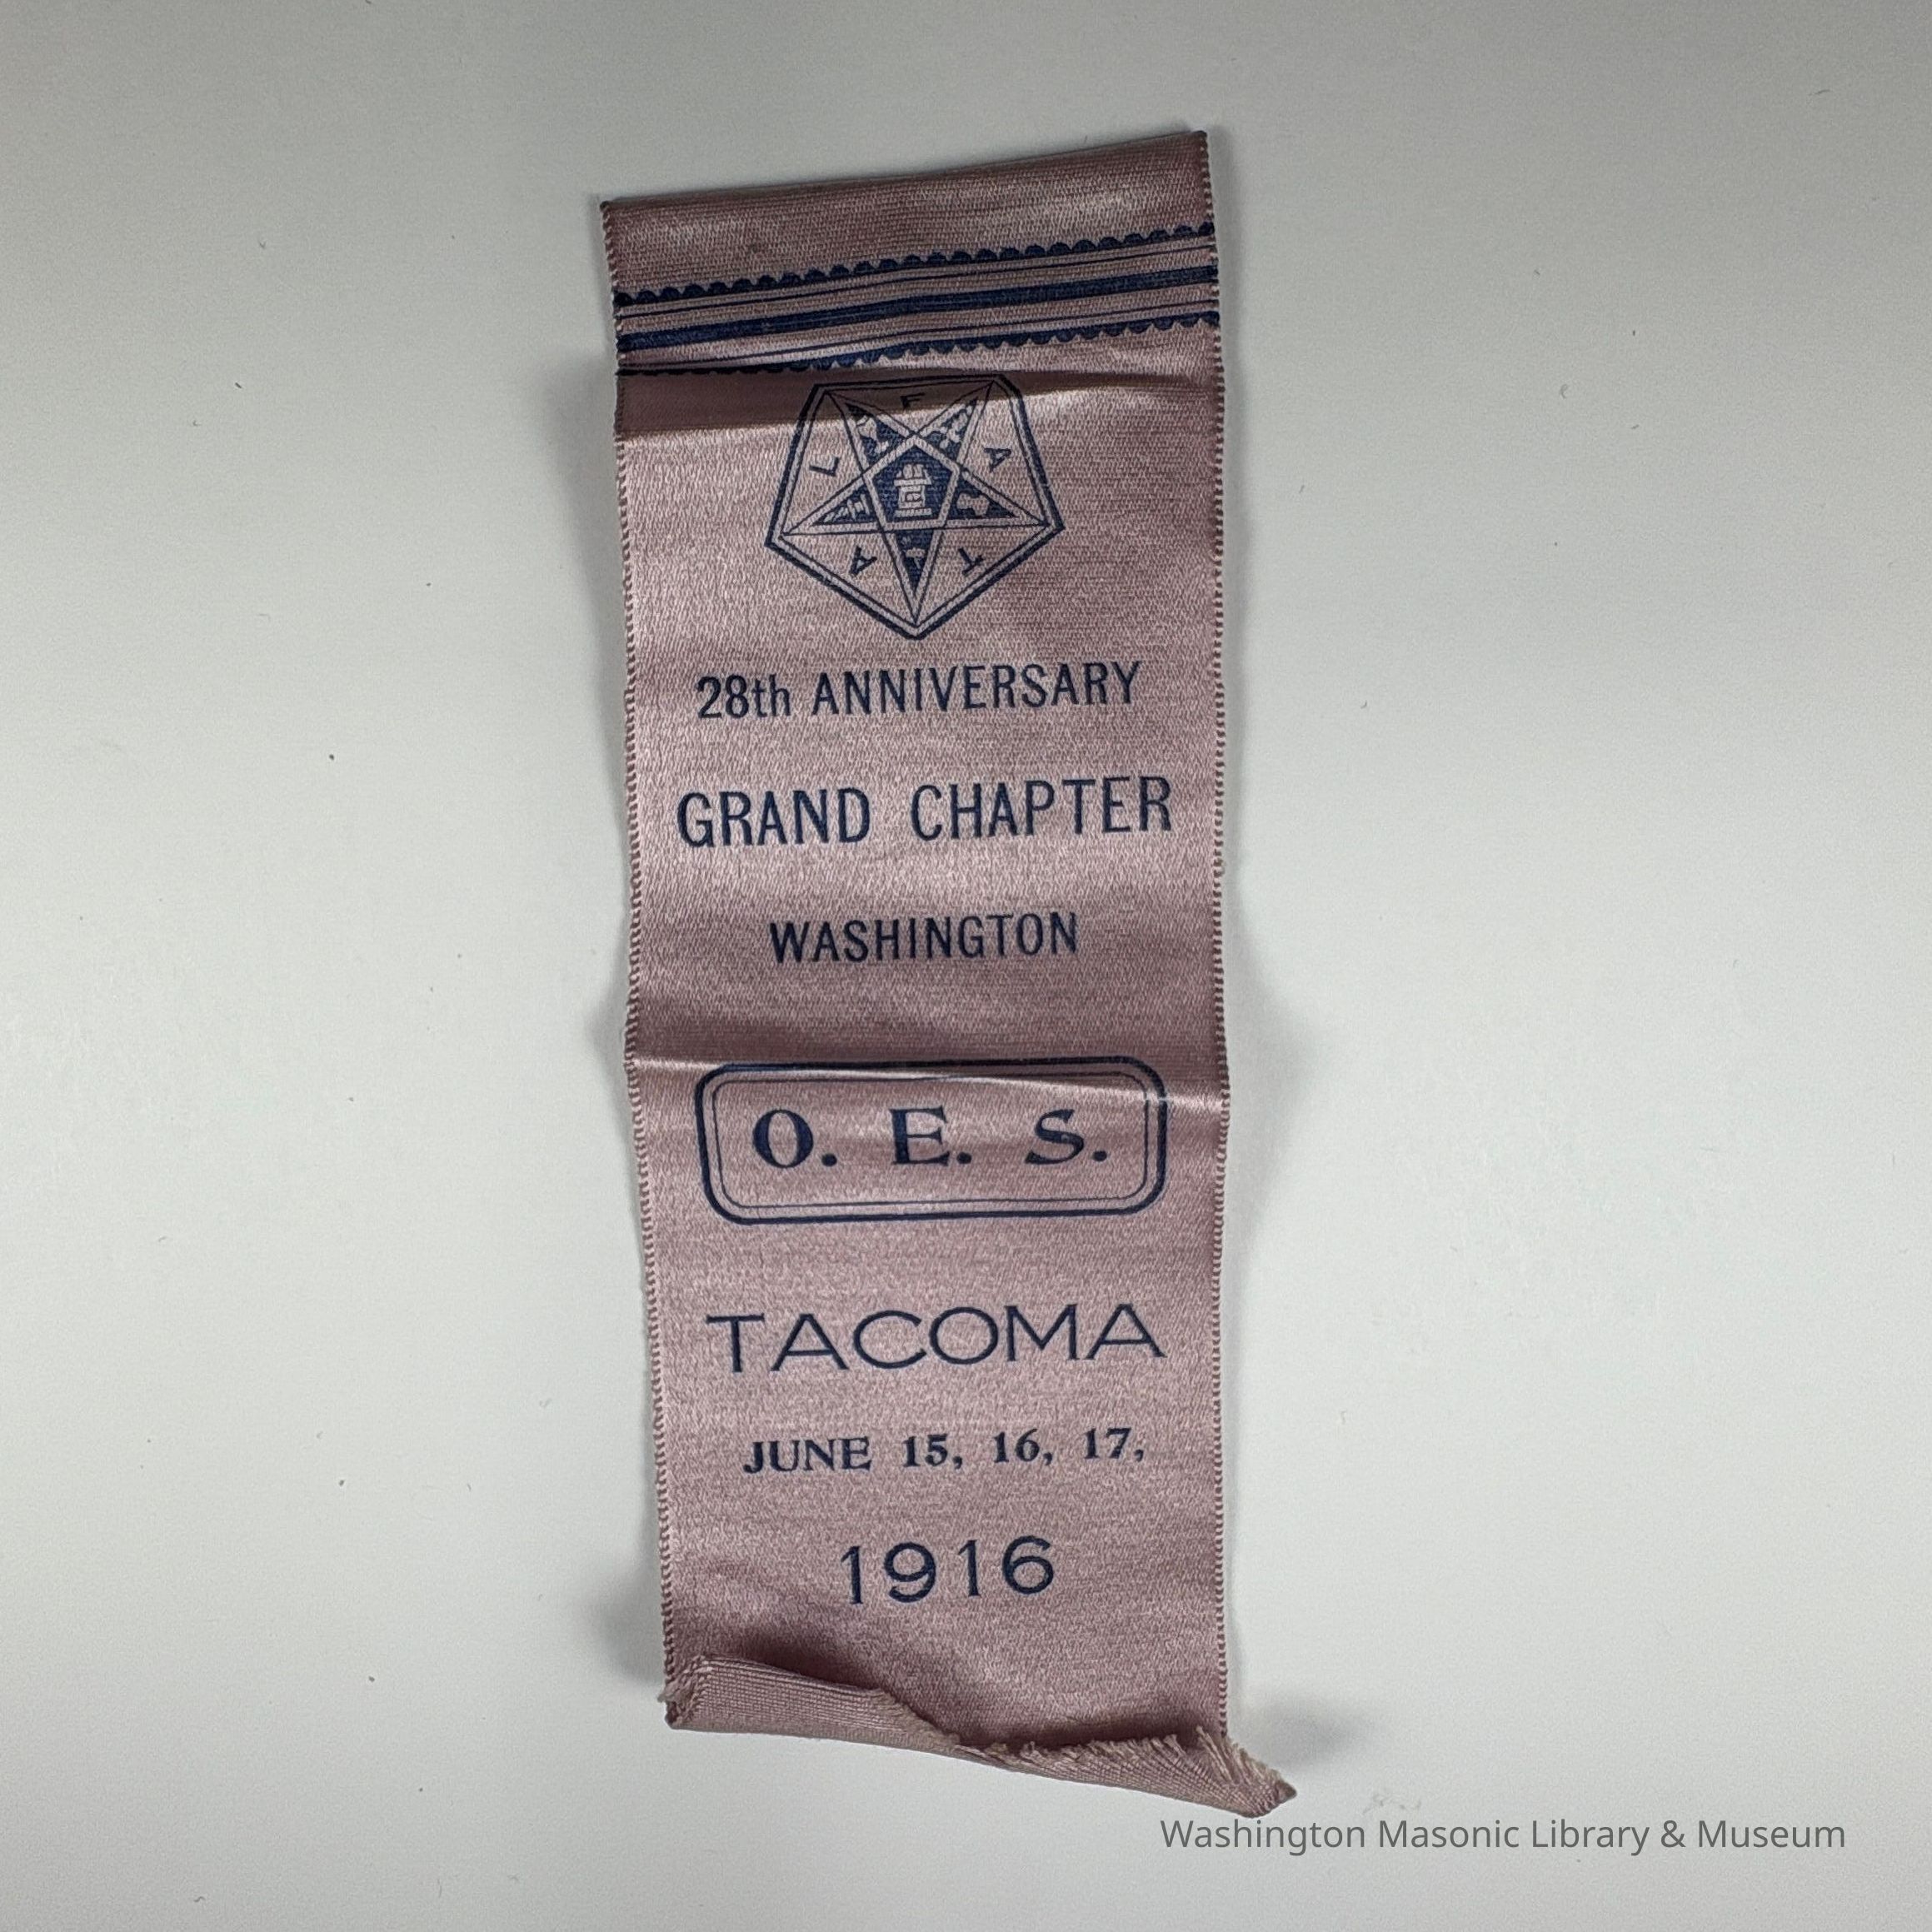 F A T A L
28th ANNIVERSARY
GRAND CHAPTER
WASHINGTON
O. E. S.
TACOMA
JUNE 15, 16, 17,
1916
Washington Masonic Library & Museum